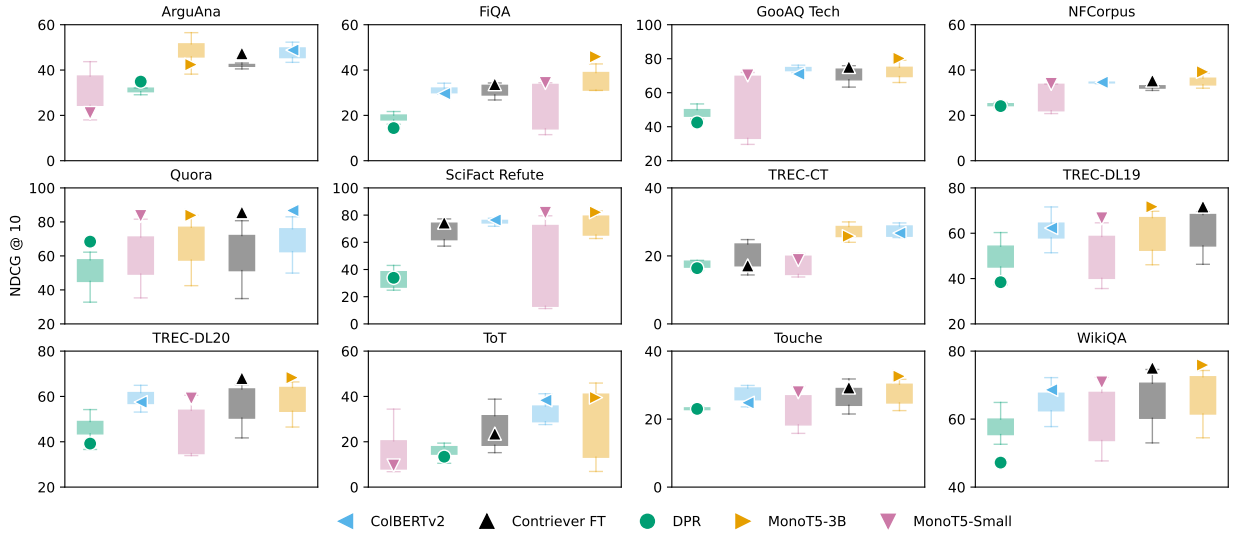 ArguAna FiQA GooAQ Tech NFCorpus
60 60 100 60
40 40 80 40
60
20 20 40 20
0 0 20 0
Quora SciFact Refute TREC-CT TREC-DL19
100 100 40 80
80 80
60 60 20 60
40 40 40
20
20 0 0 20
NDCG @ 10
TREC-DL20 ToT Touche WikiQA
80 60 40 80
60 40 20 60
40 20
20 0 0 40
ColBERTv2 Contriever FT DPR MonoT5-3B MonoT5-Small